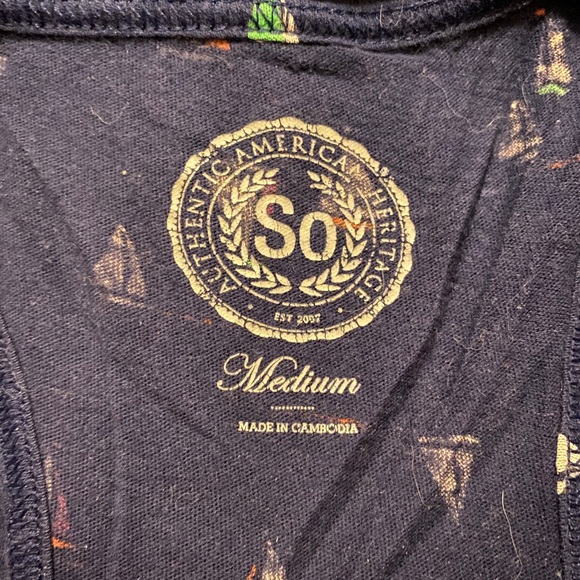 AUTHENTIC AMERICAN HERITAGE
So
EST 2007
Medium
MADE IN CAMBODIA